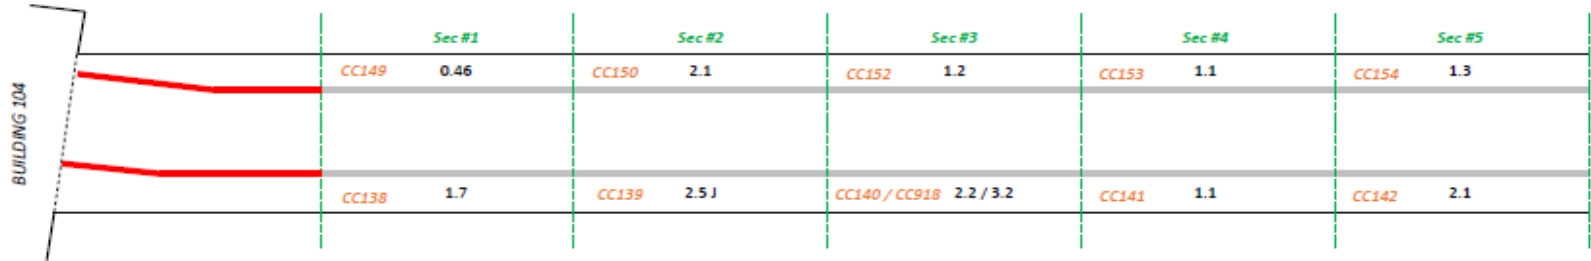 Sec #1 Sec #2 Sec #3 Sec #4 Sec #5
CC149 0.46 CC150 2.1 CC152 1.2 CC153 1.1 CC154 1.3
BUILDING 104
CC138 1.7 CC139 2.5 J CC140 / CC918 2.2 / 3.2 CC141 1.1 CC142 2.1